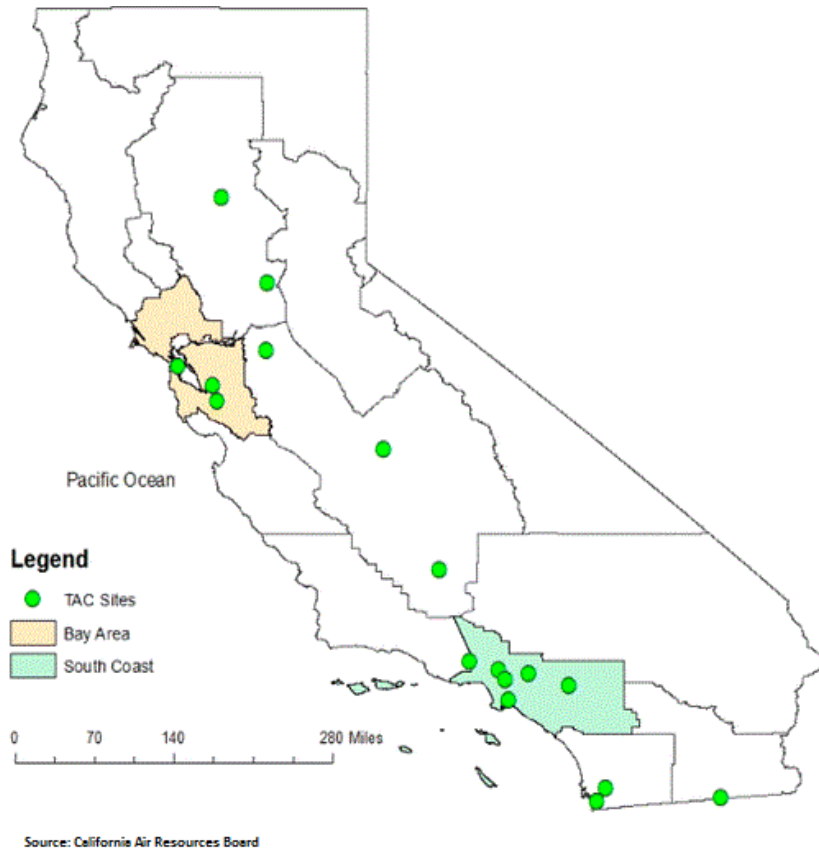 Pacific Ocean
Legend
TAC Sites
Bay Area
South Coast
0 70 140 280 Miles
Source: California Air Resources Board